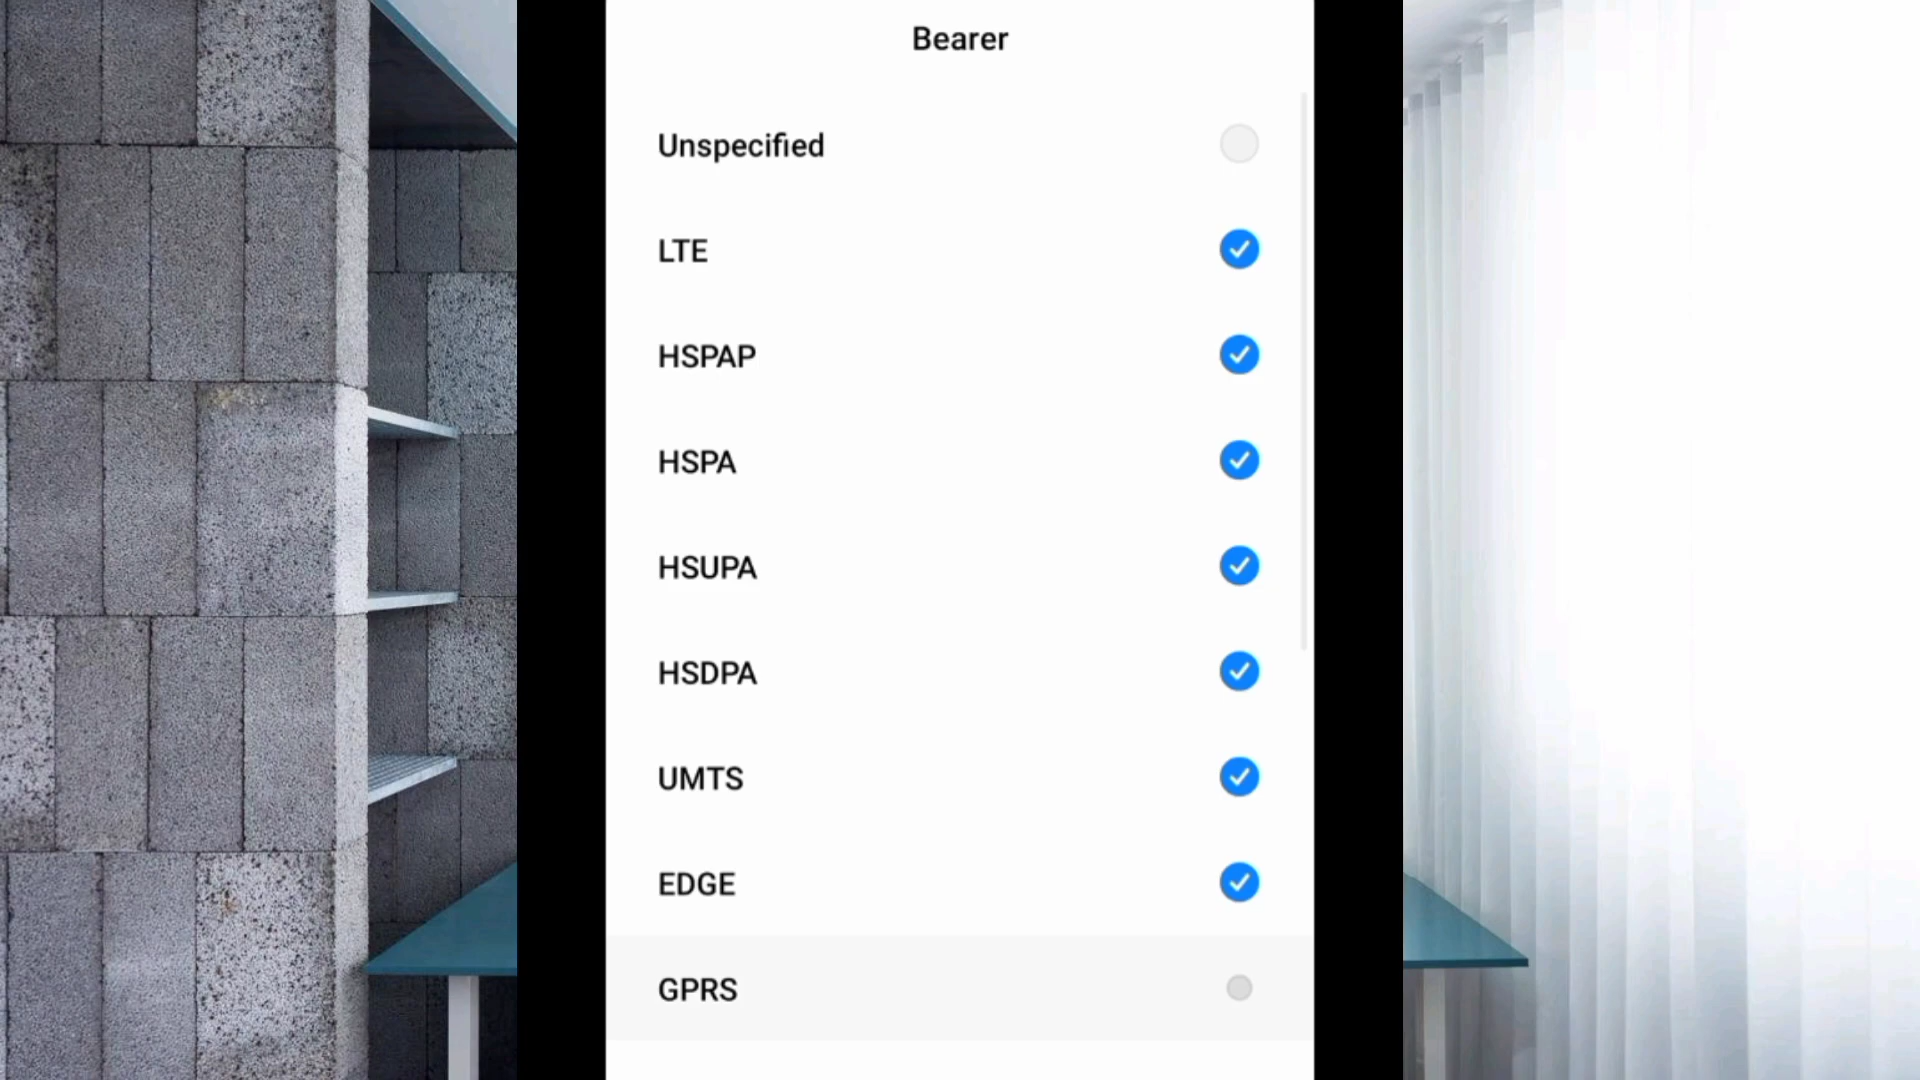 Bearer
Unspecified
LTE
HSPAP
HSPA
HSUPA
HSDPA
UMTS
EDGE
GPRS